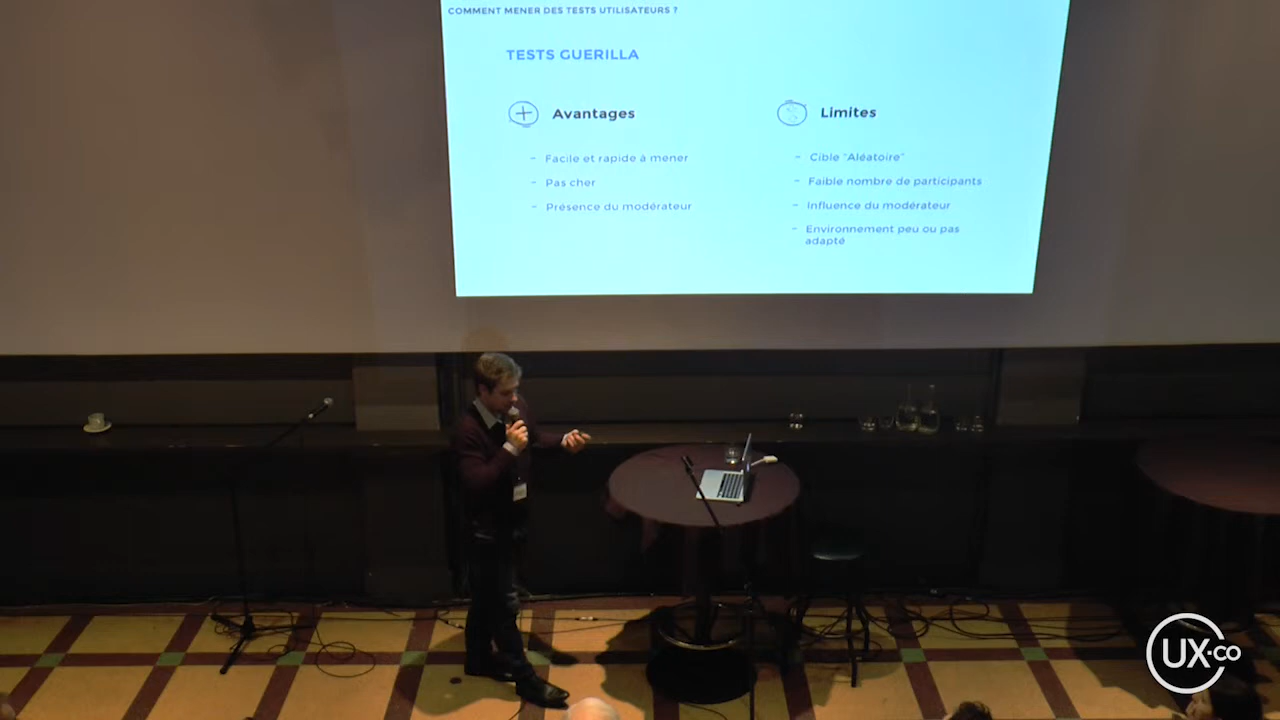 COMMENT MENER DES TESTS UTILISATEURS ?
TESTS GUERILLA
Avantages
- Facile et rapide à mener
- Pas cher
- Présence du modérateur
Limites
- Cible "Aléatoire"
- Faible nombre de participants
- Influence du modérateur
- Environnement peu ou pas
adapté
UX-CO